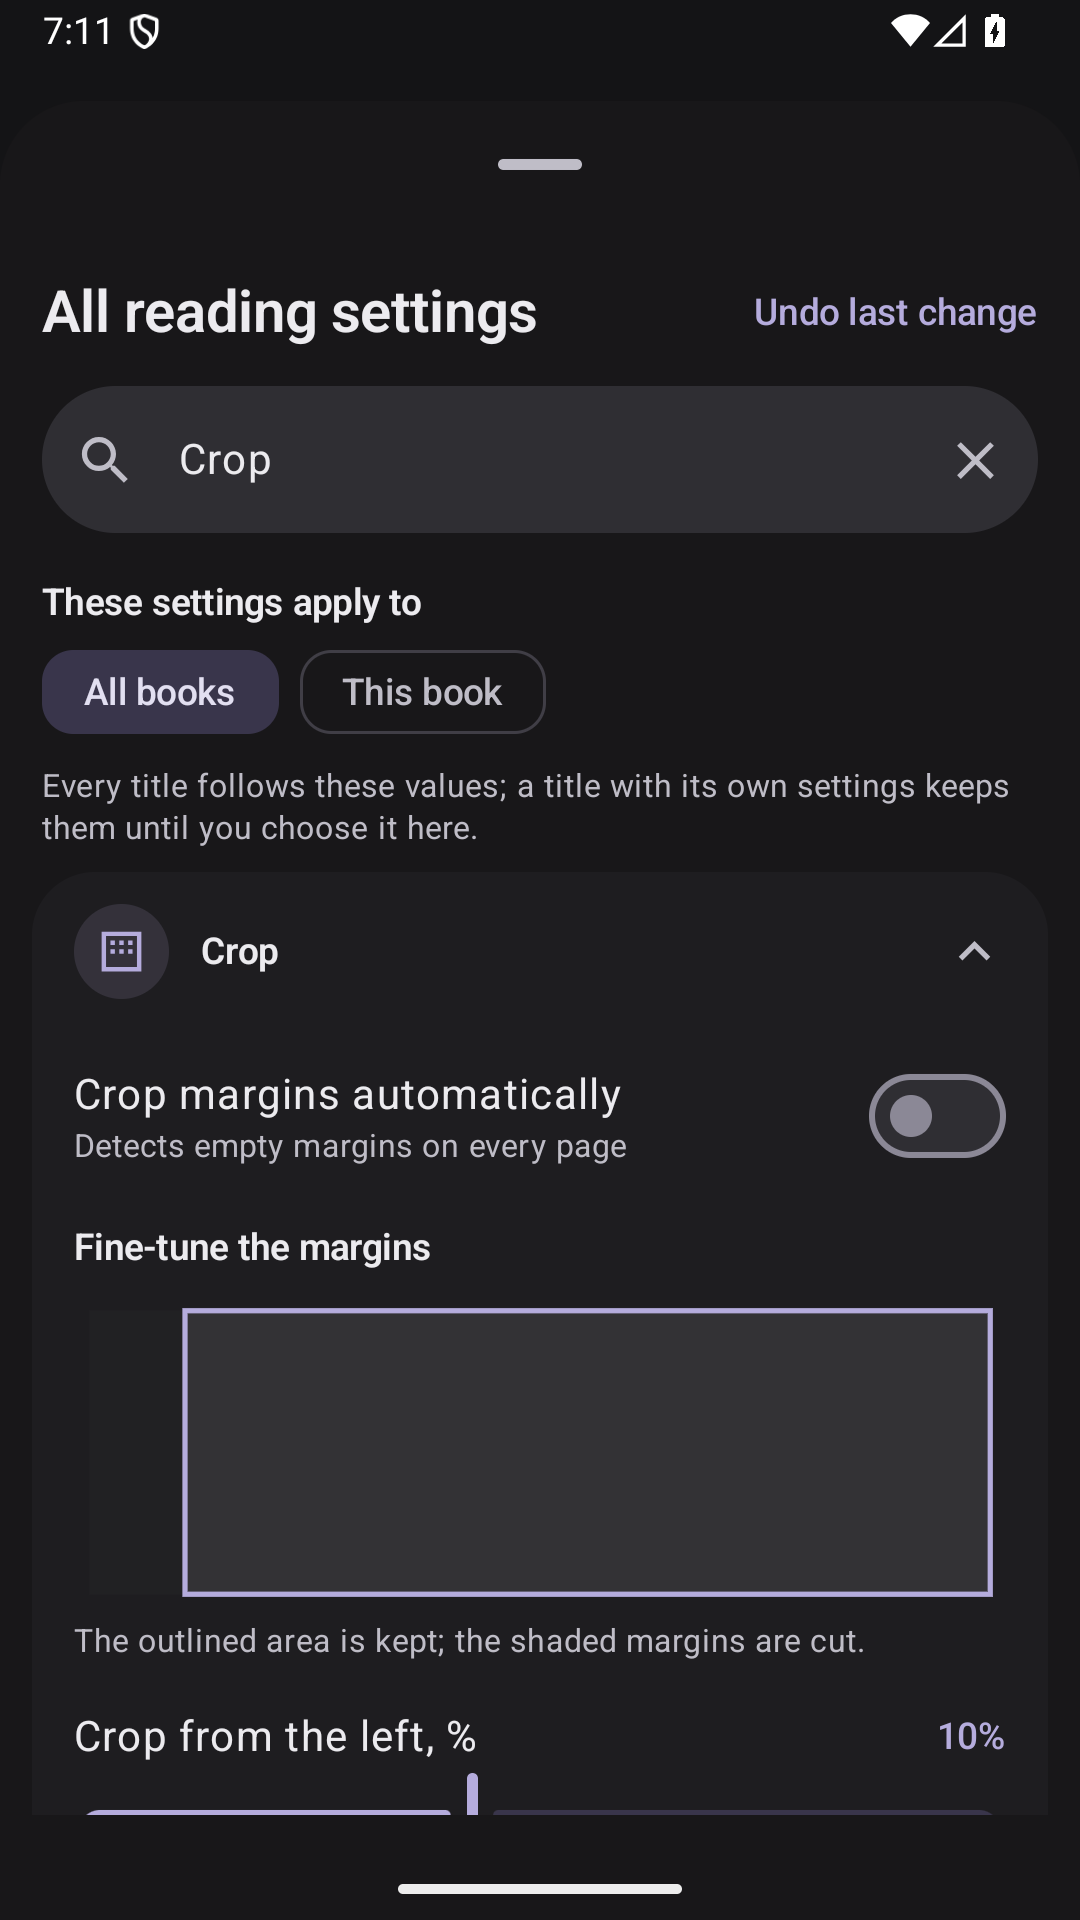 7:11
All reading settings
Undo last change
Crop
These settings apply to
All books
This book
Every title follows these values; a title with its own settings keeps
them until you choose it here.
Crop
Crop margins automatically
Detects empty margins on every page
Fine-tune the margins
The outlined area is kept; the shaded margins are cut.
Crop from the left, %
10%